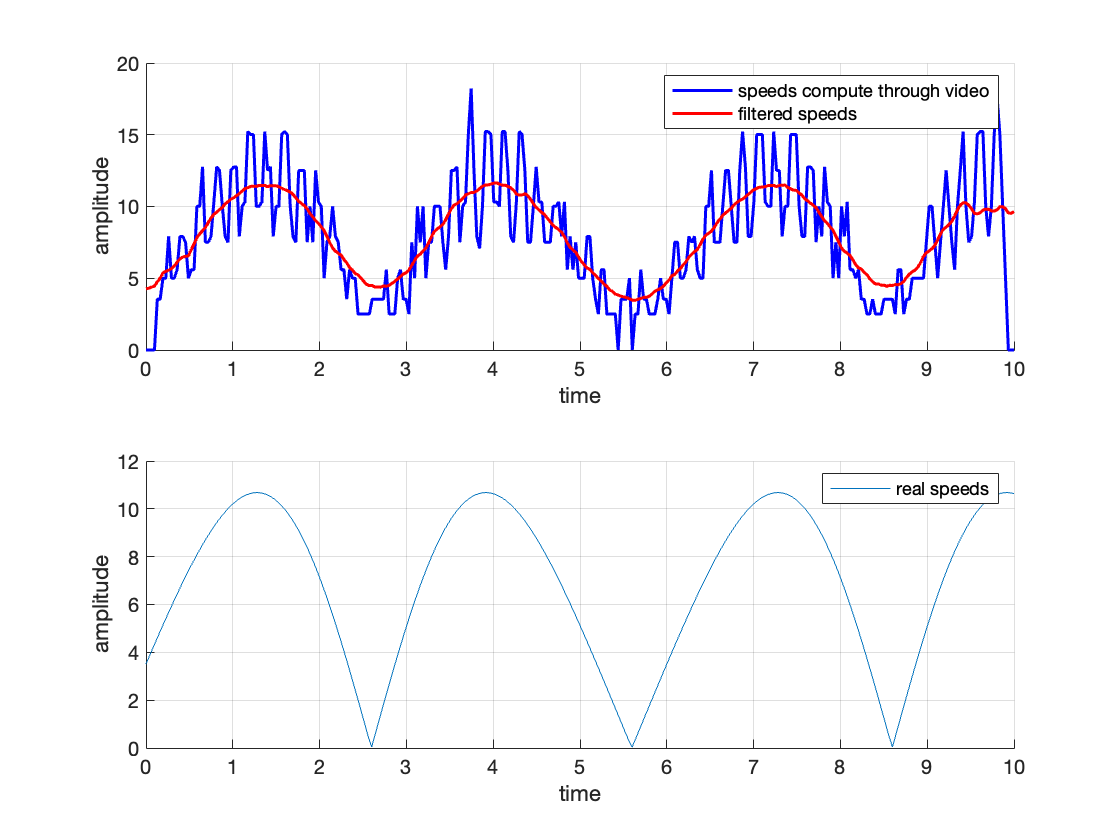 20
15
10
5
0
amplitude
speeds compute through video
filtered speeds
0 1 2 3 4 5 6 7 8 9 10
time
12
10
8
6
4
2
0
amplitude
real speeds
0 1 2 3 4 5 6 7 8 9 10
time